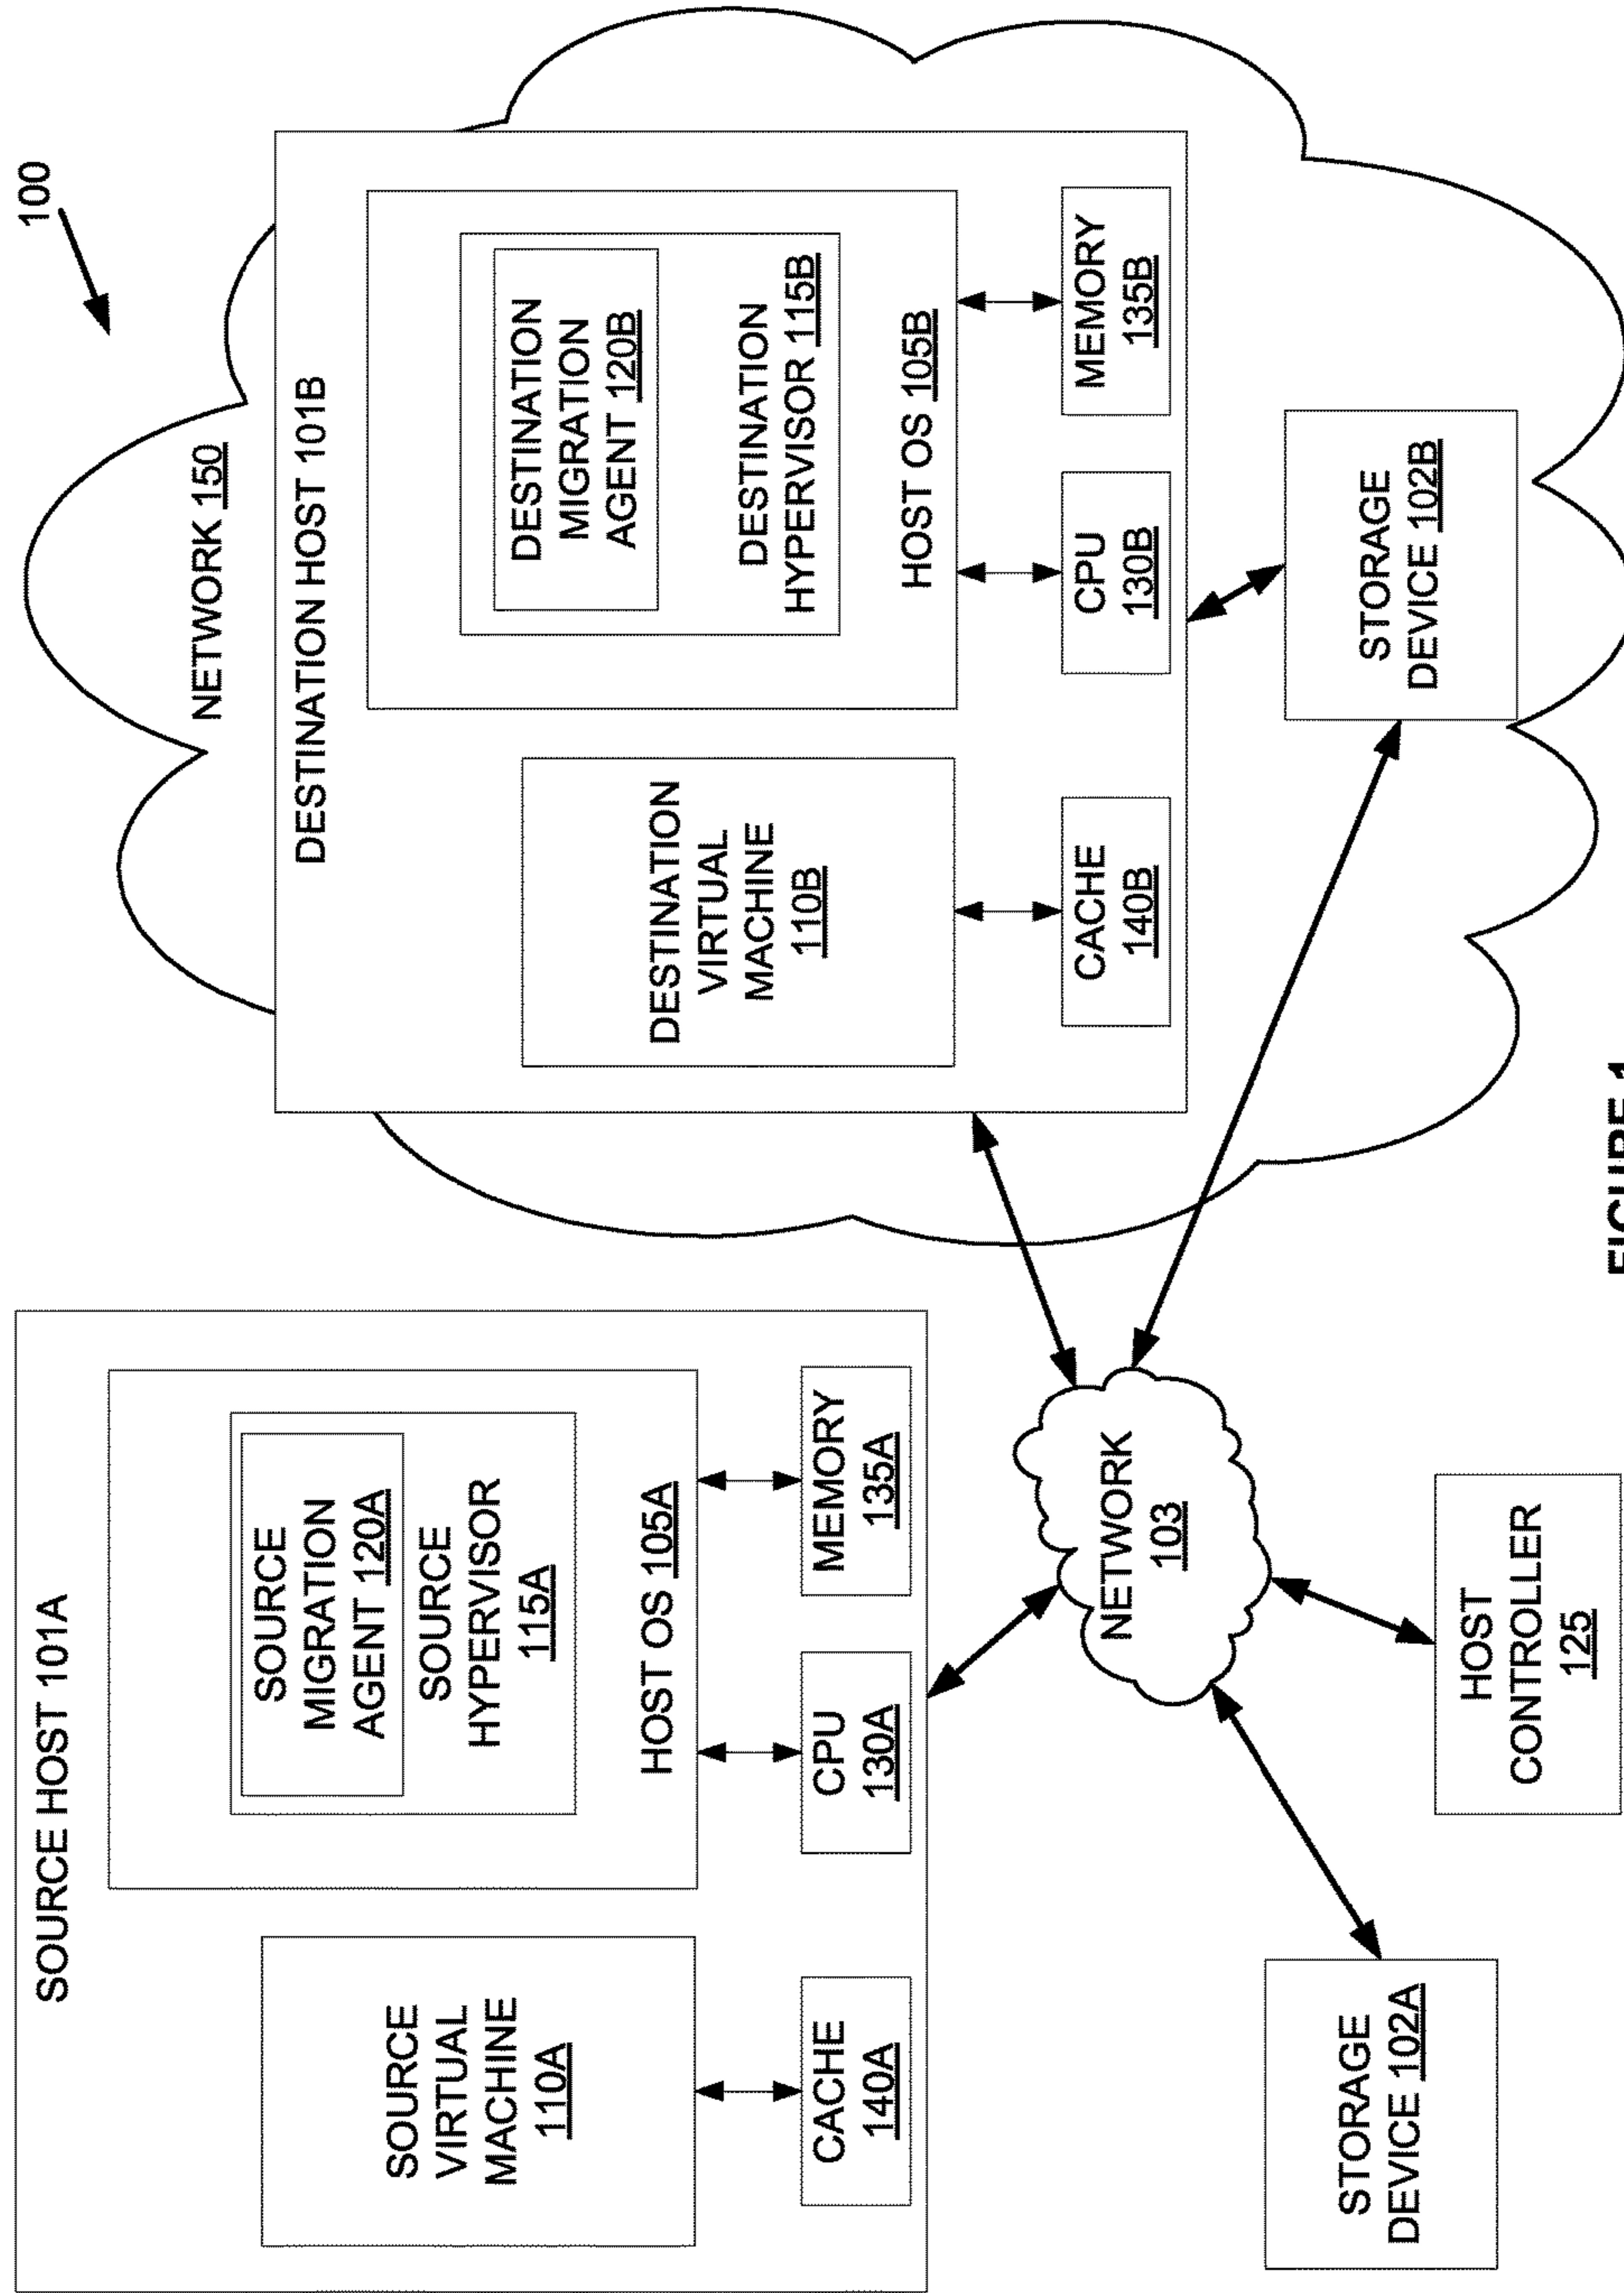 100
SOURCE HOST 101A
SOURCE
VIRTUAL
MACHINE
110A
SOURCE
MIGRATION
AGENT 120A
SOURCE
HYPERVISOR
115A
HOST OS 105A
CACHE
140A
CPU
130A
MEMORY
135A
NETWORK 150
DESTINATION HOST 101B
DESTINATION
VIRTUAL
MACHINE
110B
DESTINATION
MIGRATION
AGENT 120B
DESTINATION
HYPERVISOR 115B
HOST OS 105B
CACHE
140B
CPU
130B
MEMORY
135B
NETWORK
103
STORAGE
DEVICE 102A
HOST
CONTROLLER
125
STORAGE
DEVICE 102B
FIGURE 1